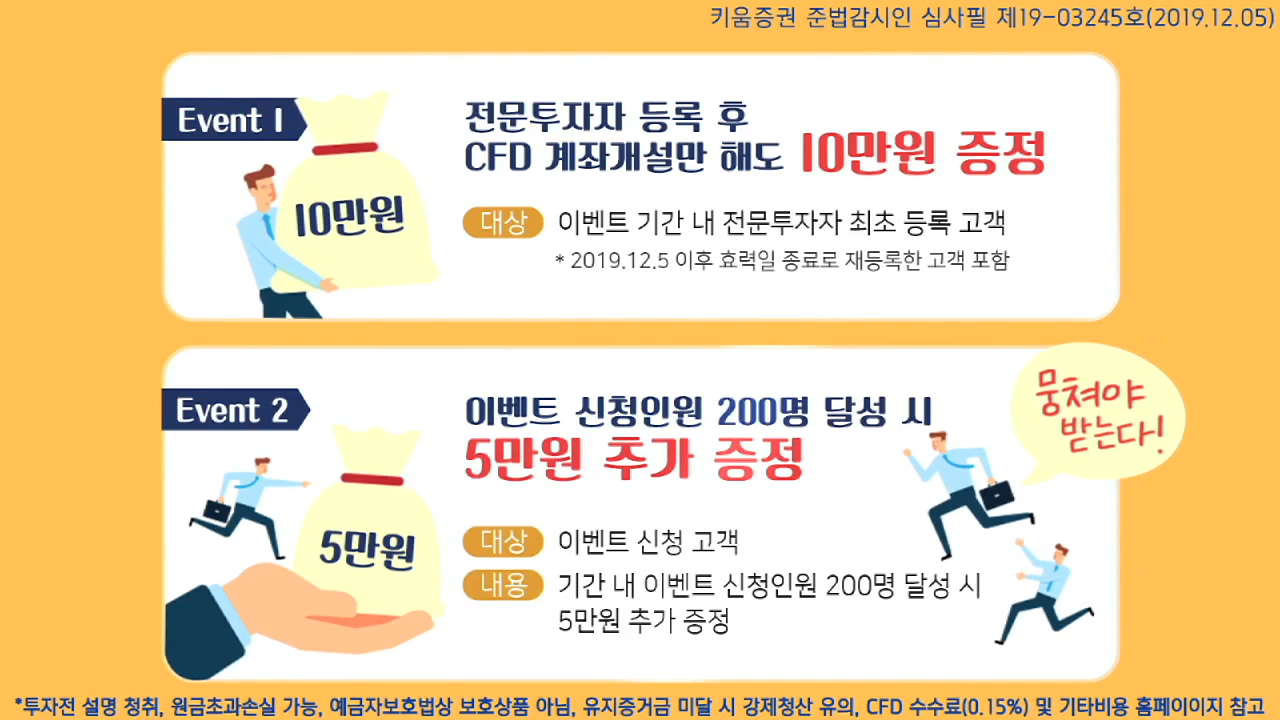 키움증권 준법감시인 심사필 제19-03245호(2019.12.05)
Event 1
10만원
전문투자자 등록 후
CFD 계좌개설만 해도 10만원 증정
대상 이벤트 기간 내 전문투자자 최초 등록 고객
* 2019.12.5 이후 효력일 종료로 재등록한 고객 포함
Event 2
5만원
이벤트 신청인원 200명 달성 시
5만원 추가 증정
뭉쳐야
받는다!
대상 이벤트 신청 고객
내용 기간 내 이벤트 신청인원 200명 달성 시
5만원 추가 증정
*투자전 설명 청취, 원금초과손실 가능, 예금자보호법상 보호상품 아님, 유지증거금 미달 시 강제청산 유의, CFD 수수료(0.15%) 및 기타비용 홈페이이지 참고